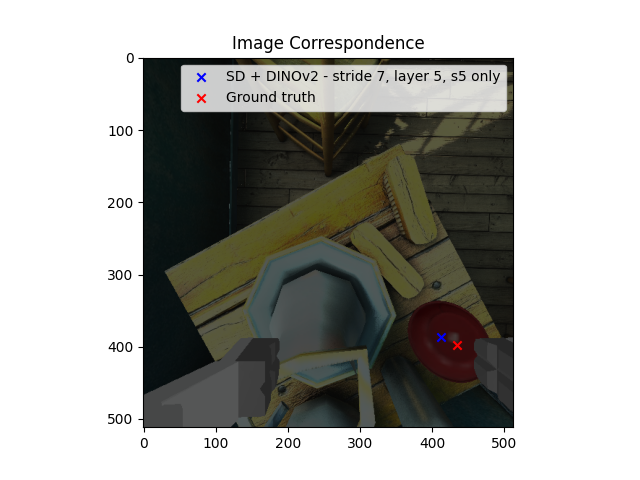 Image Correspondence
SD + DINOv2 - stride 7, layer 5, s5 only
Ground truth
0
100
200
300
400
500
0 100 200 300 400 500